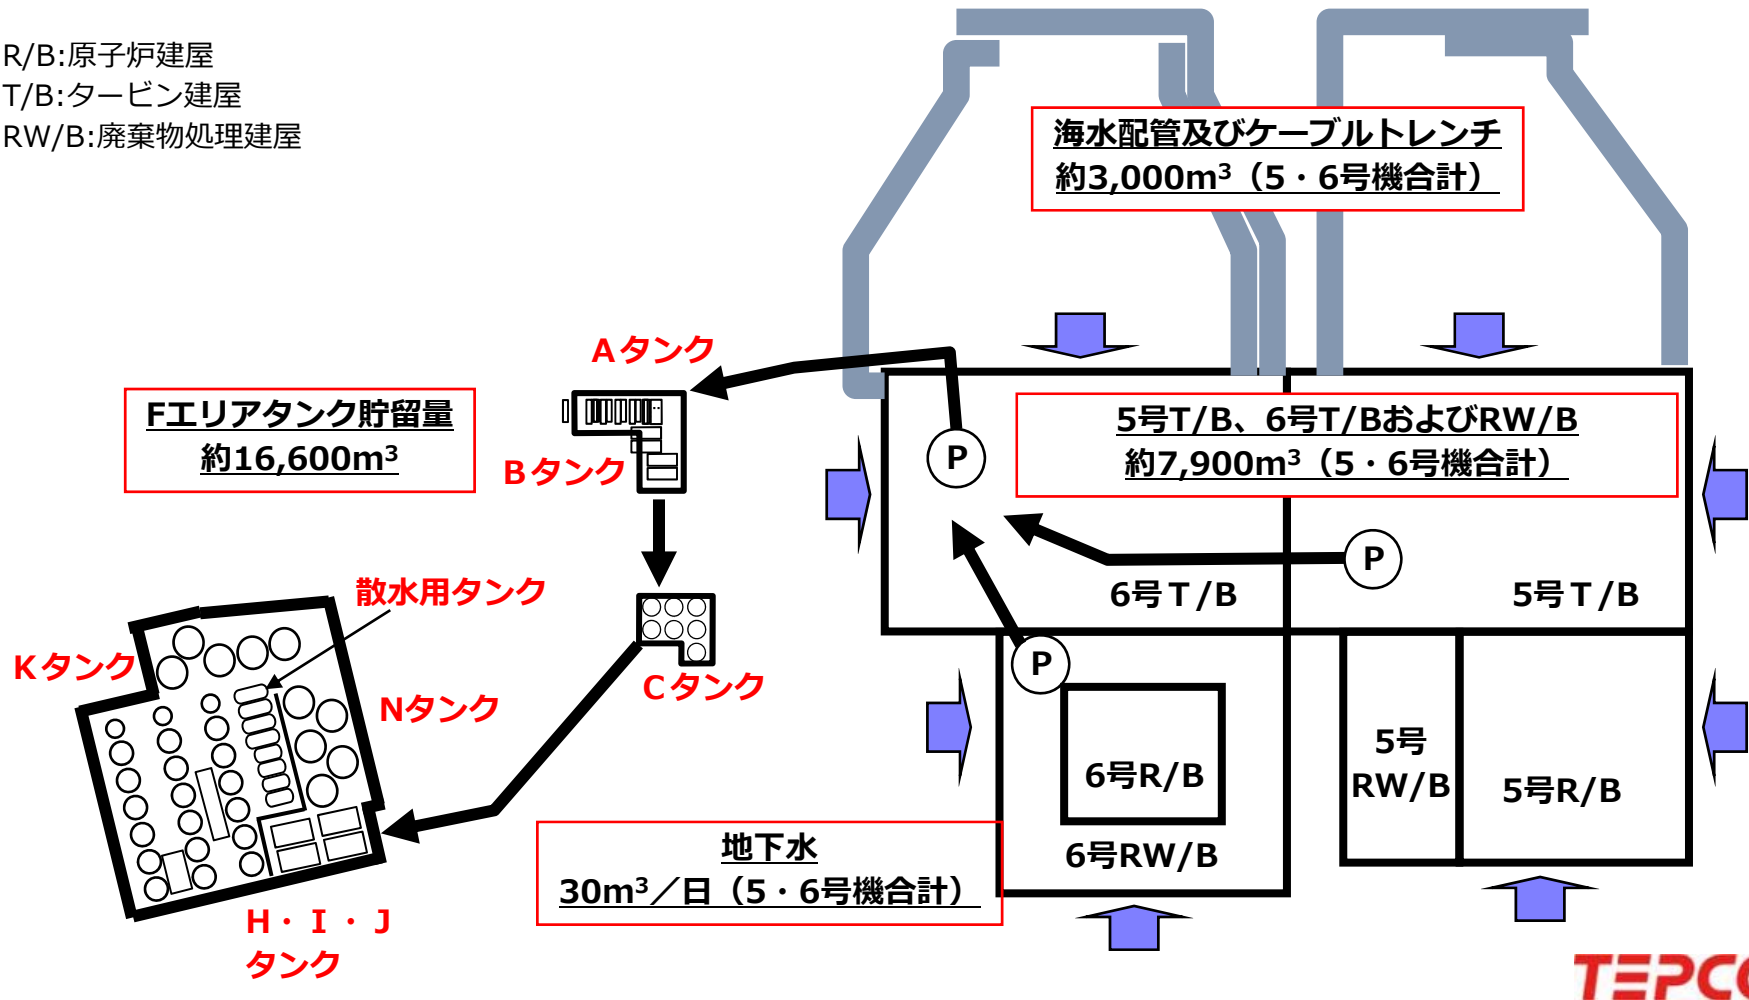 R/B:原子炉建屋
T/B:タービン建屋
RW/B:廃棄物処理建屋
海水配管及びケーブルトレンチ
約3,000m³（5・6号機合計）
Aタンク
Fエリアタンク貯留量
約16,600m³
Bタンク
5号T/B、6号T/BおよびRW/B
約7,900m³（5・6号機合計）
P
P
6号T/B
5号T/B
散水用タンク
Kタンク
Nタンク
Cタンク
P
6号R/B
5号
RW/B
5号R/B
6号RW/B
地下水
30m³／日（5・6号機合計）
H・I・J
タンク